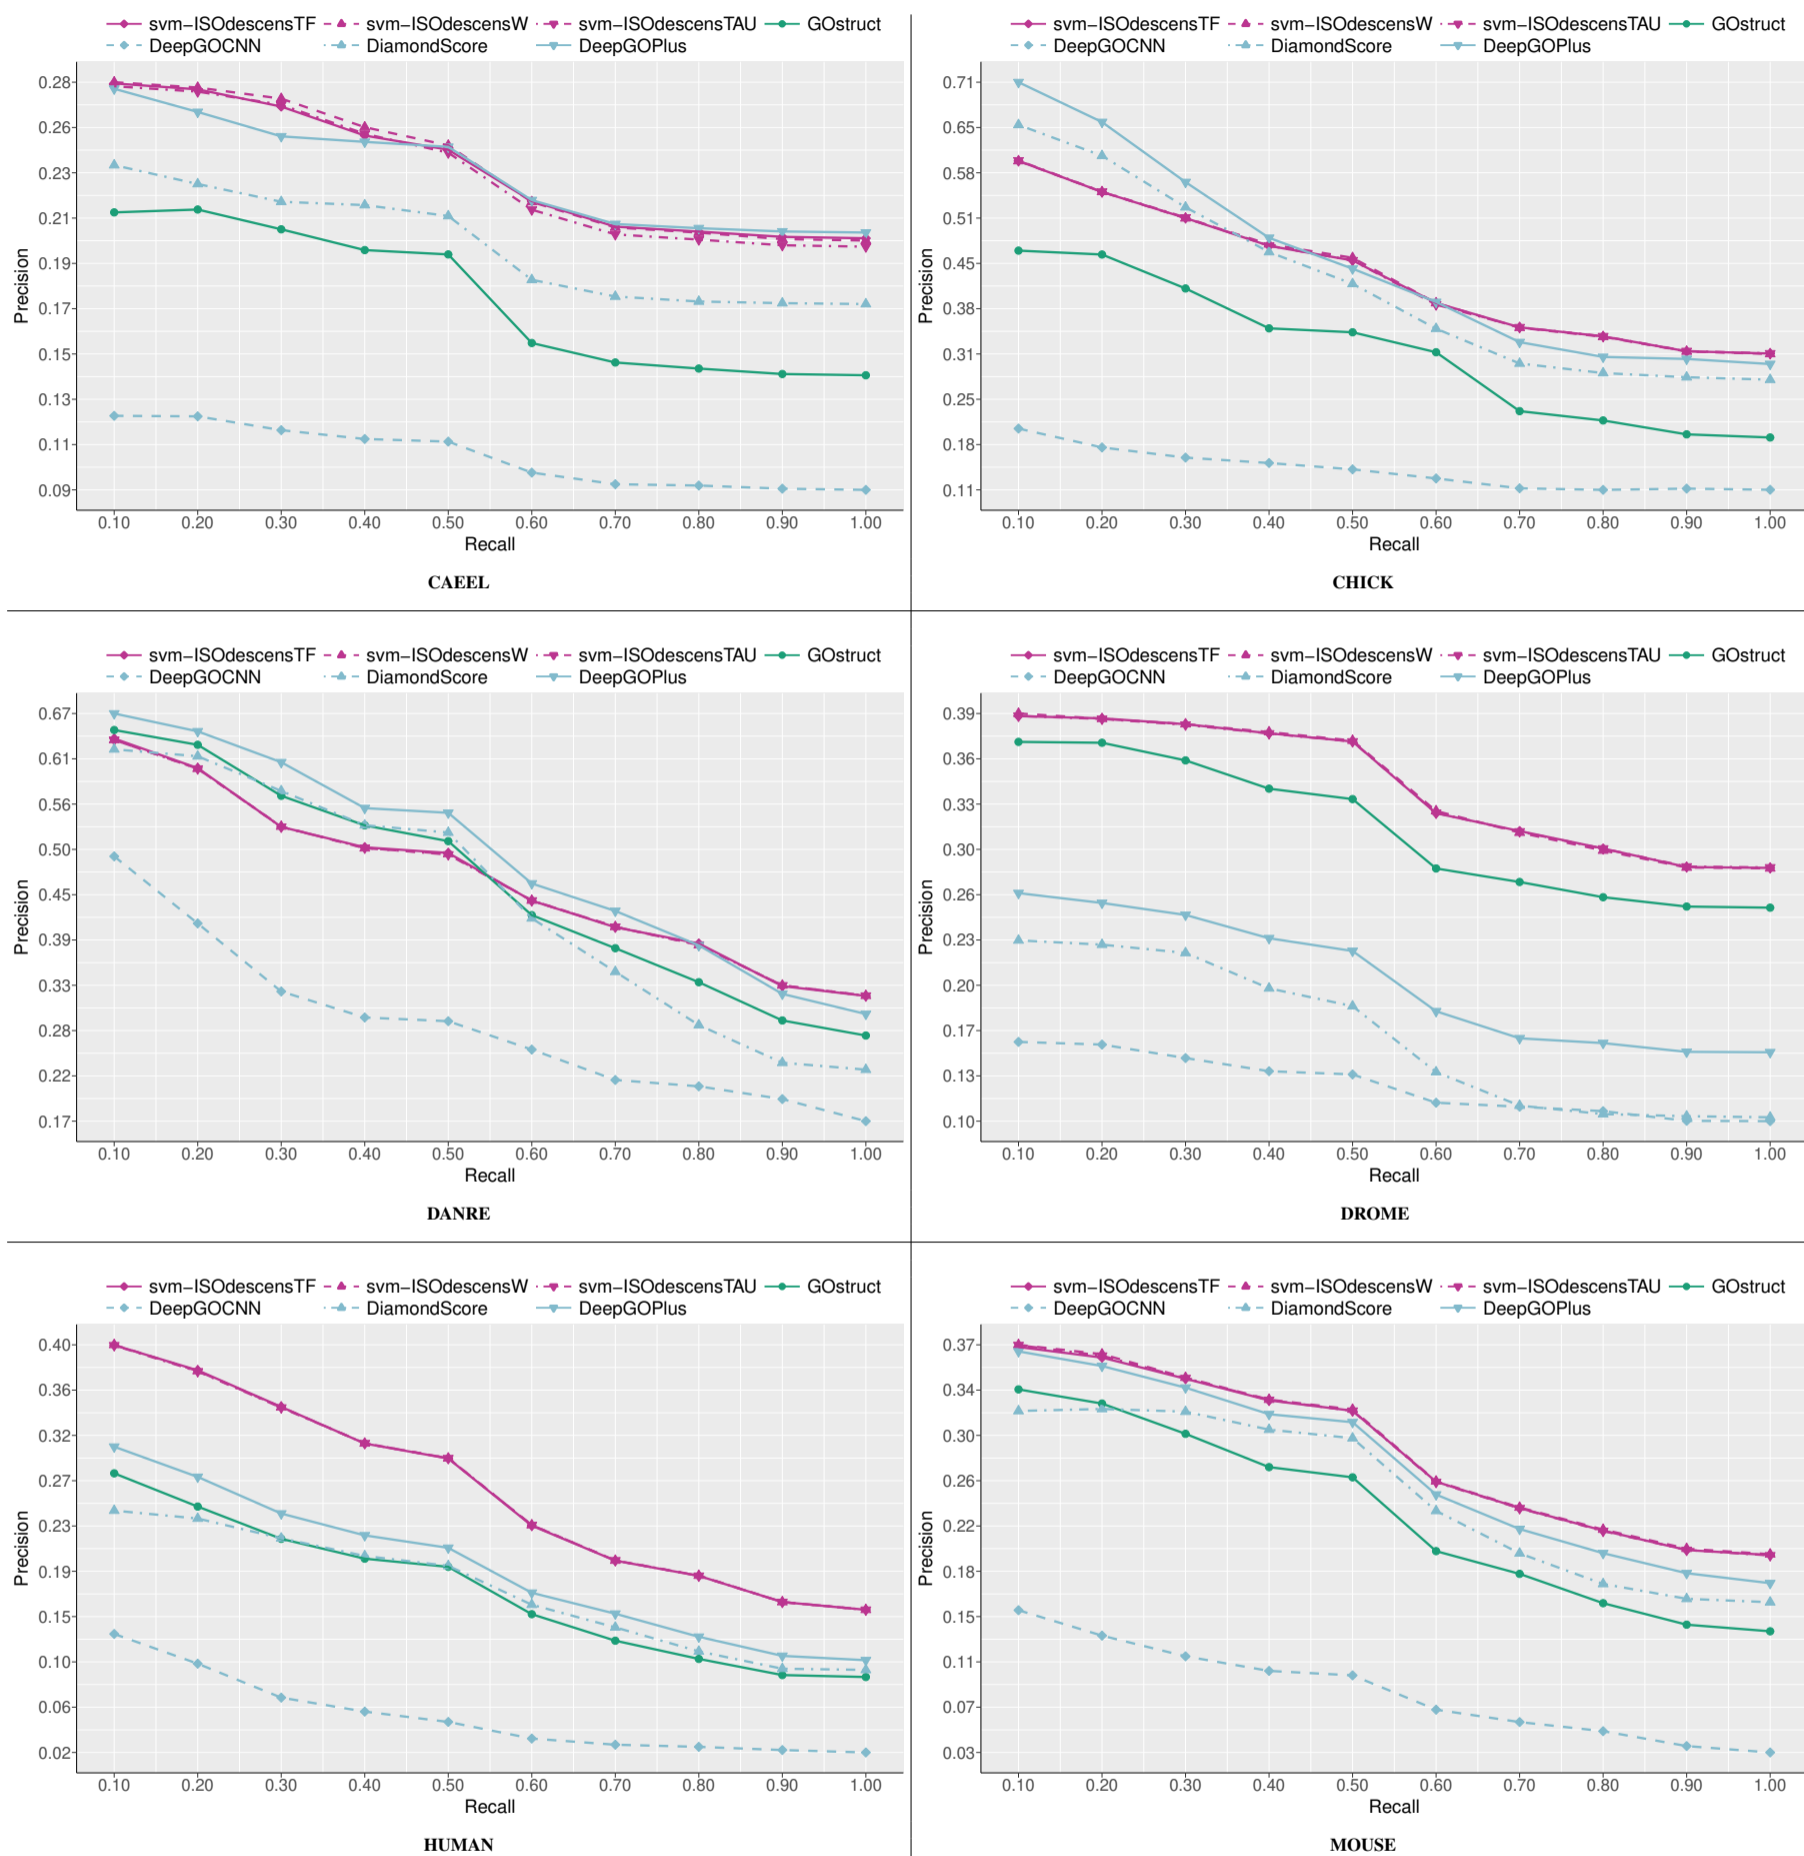 svm−ISOdescensTF svm−ISOdescensW svm−ISOdescensTAU GOstruct
DeepGOCNN DiamondScore DeepGOPlus
0.28
0.26
0.23
0.21
0.19
0.17
0.15
0.13
0.11
0.09
Precision
0.10 0.20 0.30 0.40 0.50 0.60 0.70 0.80 0.90 1.00
Recall
CAEEL
svm−ISOdescensTF svm−ISOdescensW svm−ISOdescensTAU GOstruct
DeepGOCNN DiamondScore DeepGOPlus
0.71
0.65
0.58
0.51
0.45
0.38
0.31
0.25
0.18
0.11
Precision
0.10 0.20 0.30 0.40 0.50 0.60 0.70 0.80 0.90 1.00
Recall
CHICK
svm−ISOdescensTF svm−ISOdescensW svm−ISOdescensTAU GOstruct
DeepGOCNN DiamondScore DeepGOPlus
0.67
0.61
0.56
0.50
0.45
0.39
0.33
0.28
0.22
0.17
Precision
0.10 0.20 0.30 0.40 0.50 0.60 0.70 0.80 0.90 1.00
Recall
DANRE
svm−ISOdescensTF svm−ISOdescensW svm−ISOdescensTAU GOstruct
DeepGOCNN DiamondScore DeepGOPlus
0.39
0.36
0.33
0.30
0.26
0.23
0.20
0.17
0.13
0.10
Precision
0.10 0.20 0.30 0.40 0.50 0.60 0.70 0.80 0.90 1.00
Recall
DROME
svm−ISOdescensTF svm−ISOdescensW svm−ISOdescensTAU GOstruct
DeepGOCNN DiamondScore DeepGOPlus
0.40
0.36
0.32
0.27
0.23
0.19
0.15
0.10
0.06
0.02
Precision
0.10 0.20 0.30 0.40 0.50 0.60 0.70 0.80 0.90 1.00
Recall
HUMAN
svm−ISOdescensTF svm−ISOdescensW svm−ISOdescensTAU GOstruct
DeepGOCNN DiamondScore DeepGOPlus
0.37
0.34
0.30
0.26
0.22
0.18
0.15
0.11
0.07
0.03
Precision
0.10 0.20 0.30 0.40 0.50 0.60 0.70 0.80 0.90 1.00
Recall
MOUSE